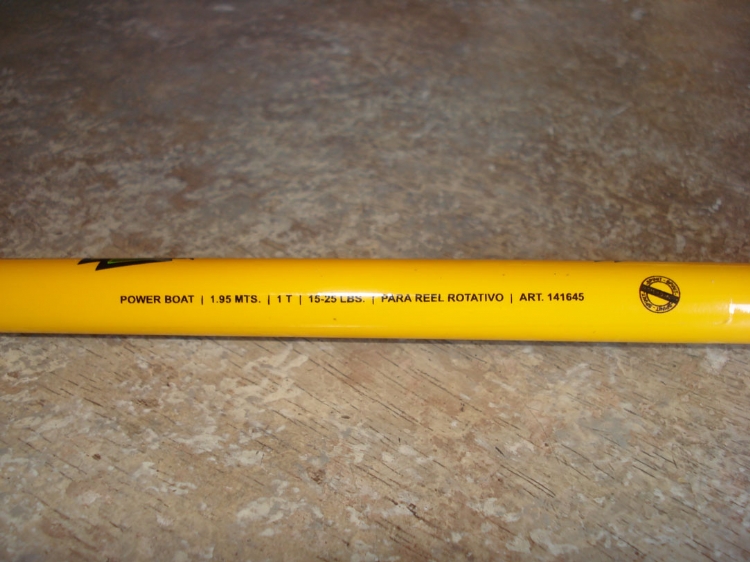 POWER BOAT | 1.95 MTS. | 1 T | 15-25 LBS. | PARA REEL ROTATIVO | ART. 141645